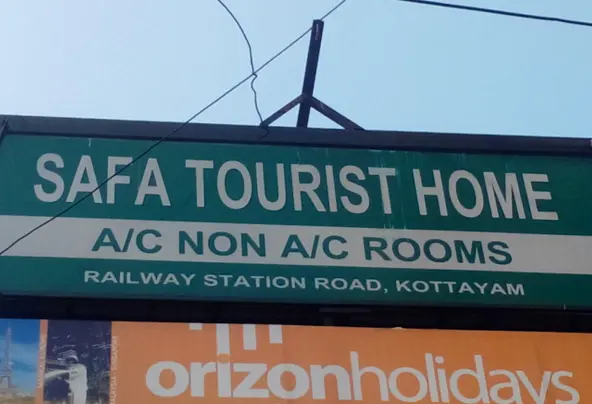 SAFA TOURIST HOME
A/C NON A/C ROOMS
RAILWAY STATION ROAD, KOTTAYAM
orizonholidays